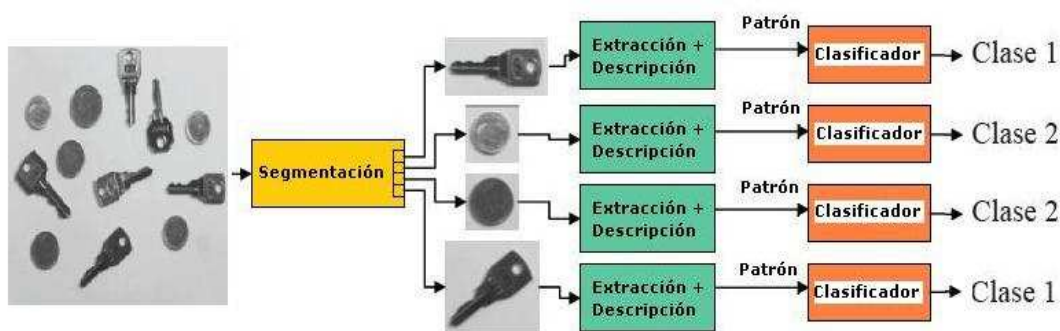 Segmentación
Extracción +
Descripción
Patrón
Clasificador
Clase 1
Extracción +
Descripción
Patrón
Clasificador
Clase 2
Extracción +
Descripción
Patrón
Clasificador
Clase 2
Extracción +
Descripción
Patrón
Clasificador
Clase 1